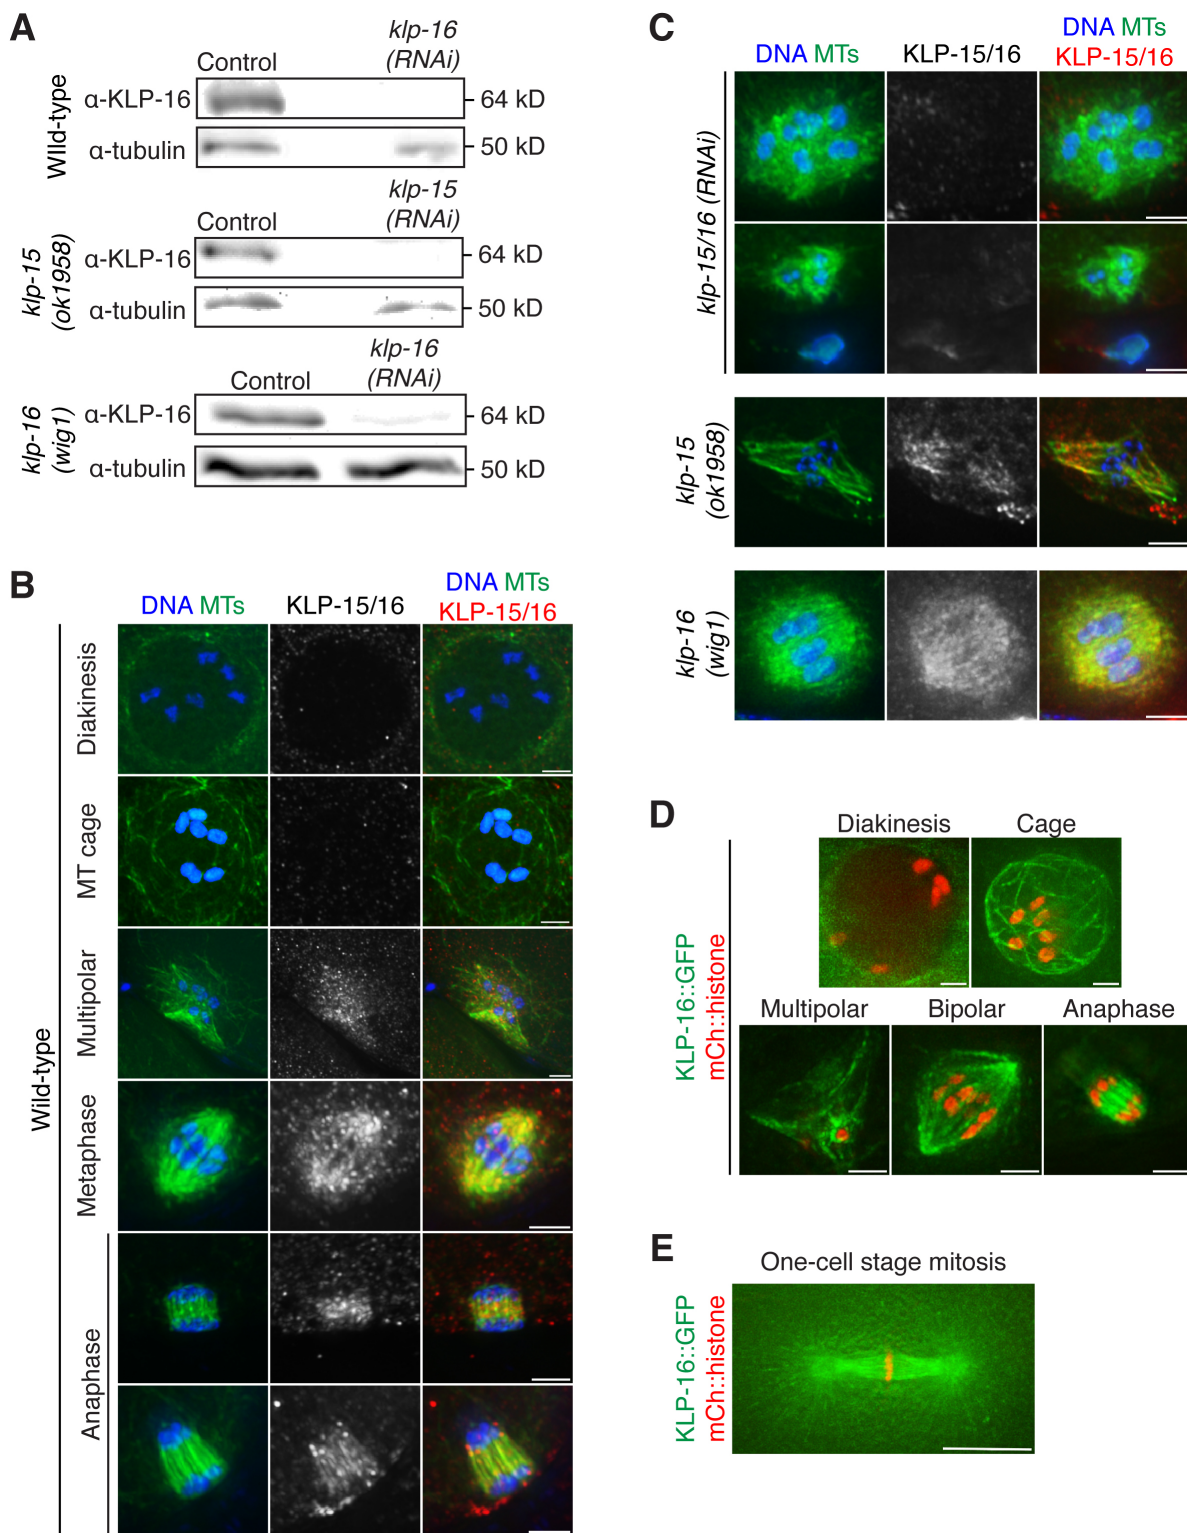 A
Control
klp-16
(RNAi)
WIld-type
α-KLP-16
64 kD
α-tubulin
50 kD
Control
klp-15
(RNAi)
klp-15
(ok1958)
α-KLP-16
64 kD
α-tubulin
50 kD
Control
klp-16
(RNAi)
klp-16
(wig1)
α-KLP-16
64 kD
α-tubulin
50 kD
B
DNA MTs
KLP-15/16
DNA MTs
KLP-15/16
Wild-type
Diakinesis
MT cage
Multipolar
Metaphase
Anaphase
C
DNA MTs
KLP-15/16
DNA MTs
KLP-15/16
klp-15/16 (RNAi)
klp-15
(ok1958)
klp-16
(wig1)
D
KLP-16::GFP
mCh::histone
Diakinesis
Cage
Multipolar
Bipolar
Anaphase
E
One-cell stage mitosis
KLP-16::GFP
mCh::histone